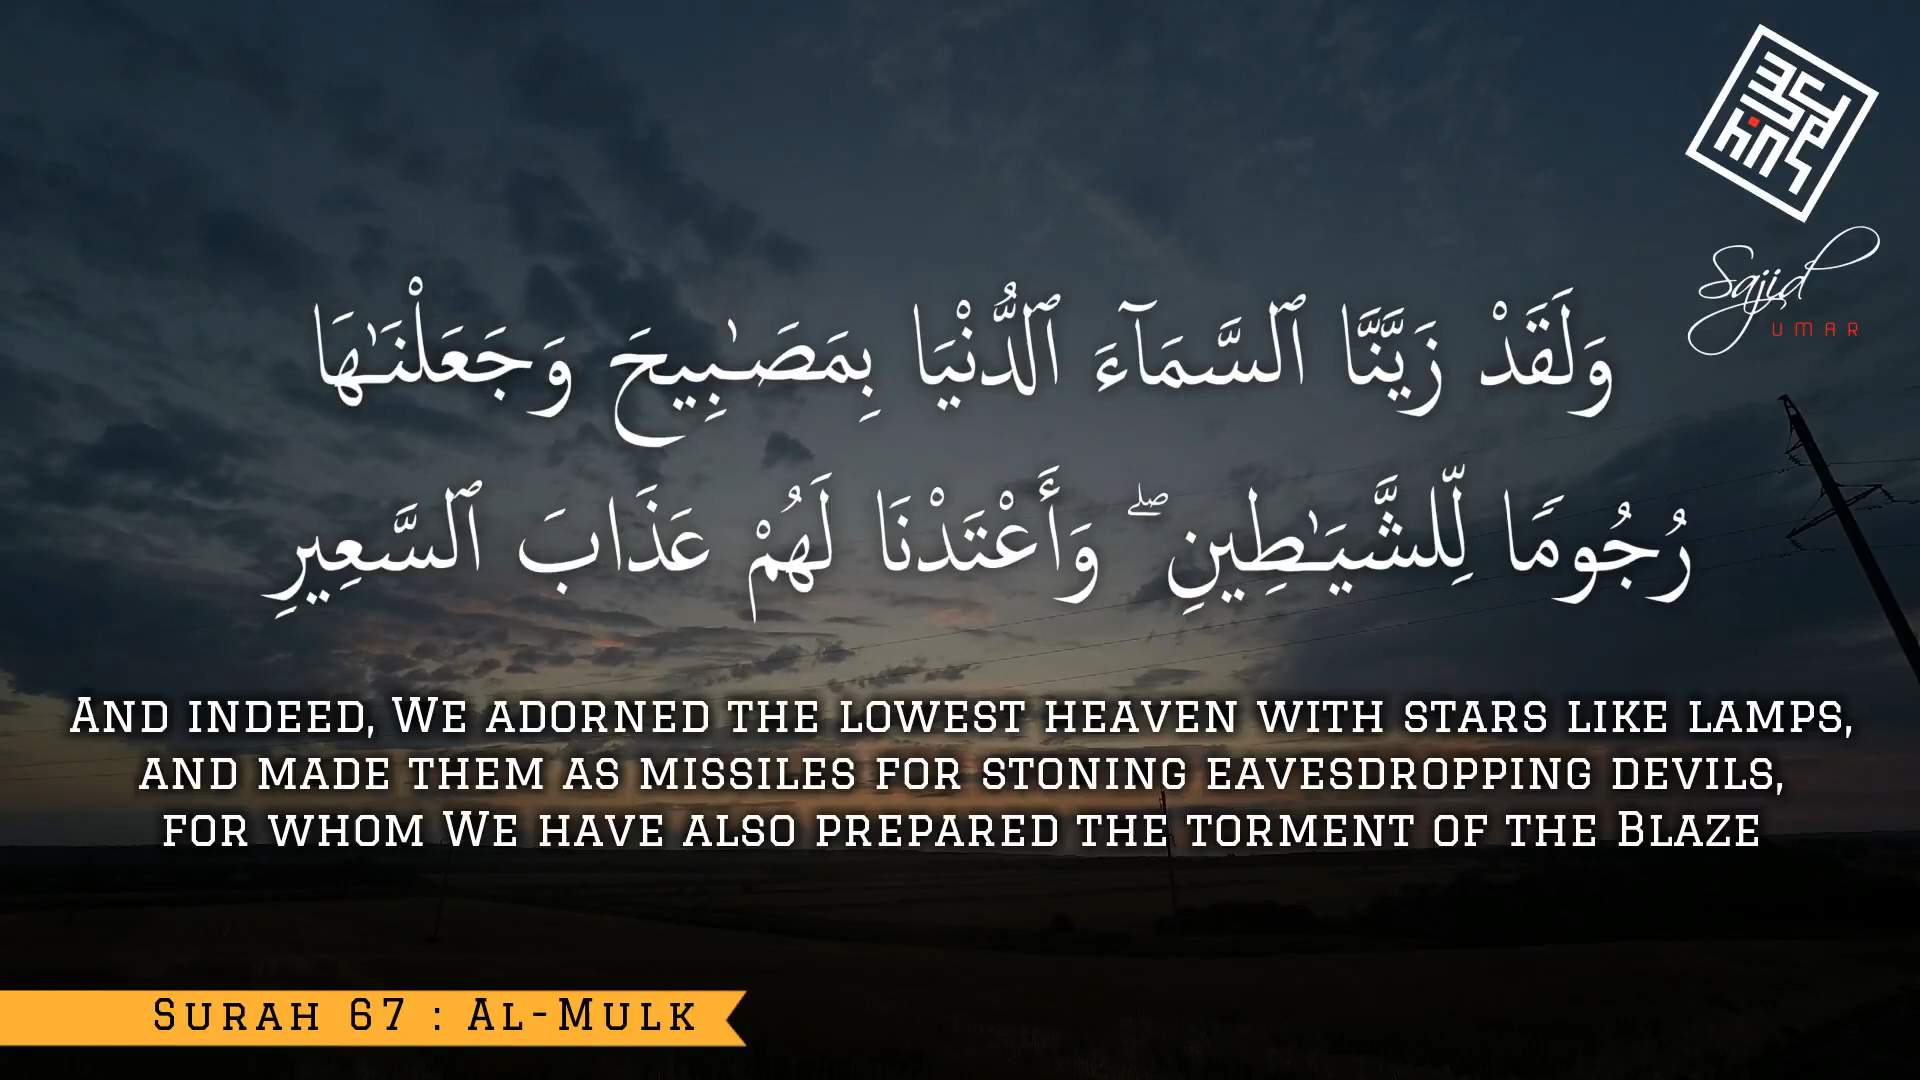 Sajid
UMAR
وَلَقَدْ زَيَّنَّا ٱلسَّمَآءَ ٱلدُّنْيَا بِمَصَـٰبِيحَ وَجَعَلْنَـٰهَا
رُجُومًا لِّلشَّيَـٰطِينِ ۖ وَأَعْتَدْنَا لَهُمْ عَذَابَ ٱلسَّعِيرِ
And indeed, We adorned the lowest heaven with stars like lamps,
and made them as missiles for stoning eavesdropping devils,
for whom We have also prepared the torment of the Blaze
Surah 67 : Al-Mulk